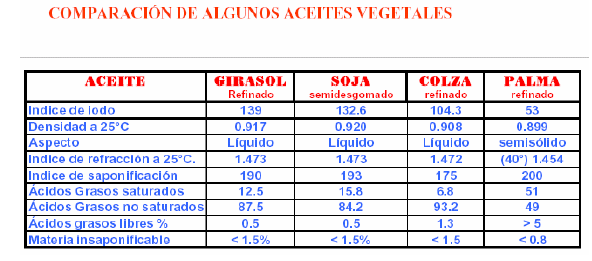 COMPARACIÓN DE ALGUNOS ACEITES VEGETALES
ACEITE GIRASOL SOJA COLZA PALMA
Refinado semidesgomado refinado refinado
Indice de Iodo 139 132.6 104.3 53
Densidad a 25°C 0.917 0.920 0.908 0.899
Aspecto Líquido Líquido Líquido semisólido
Indice de refracción a 25°C. 1.473 1.473 1.472 (40°) 1.454
Indice de saponificación 190 193 175 200
Ácidos Grasos saturados 12.5 15.8 6.8 51
Ácidos Grasos no saturados 87.5 84.2 93.2 49
Ácidos grasos libres % 0.5 0.5 1.3 > 5
Materia insaponificable < 1.5% < 1.5% < 1.5 < 0.8